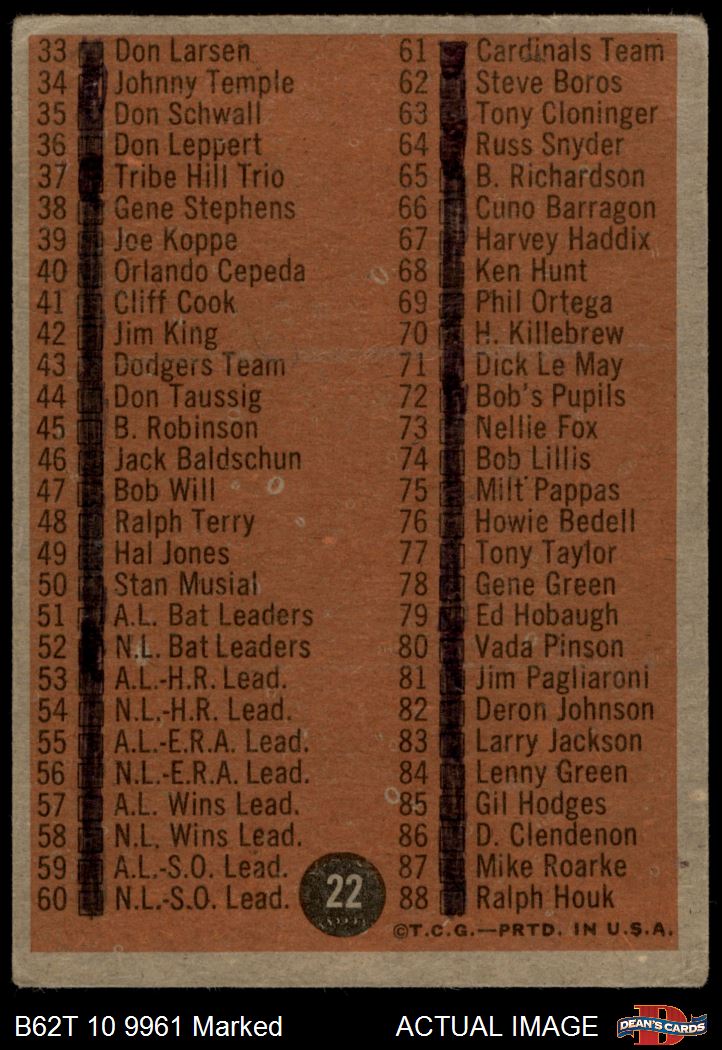 33 Don Larsen
34 Johnny Temple
35 Don Schwall
36 Don Leppert
37 Tribe Hill Trio
38 Gene Stephens
39 Joe Koppe
40 Orlando Cepeda
41 Cliff Cook
42 Jim King
43 Dodgers Team
44 Don Taussig
45 B. Robinson
46 Jack Baldschun
47 Bob Will
48 Ralph Terry
49 Hal Jones
50 Stan Musial
51 A.L. Bat Leaders
52 N.L. Bat Leaders
53 A.L.-H.R. Lead.
54 N.L.-H.R. Lead.
55 A.L.-E.R.A. Lead.
56 N.L.-E.R.A. Lead.
57 A.L. Wins Lead.
58 N.L. Wins Lead.
59 A.L.-S.O. Lead.
60 N.L.-S.O. Lead.
22
61 Cardinals Team
62 Steve Boros
63 Tony Cloninger
64 Russ Snyder
65 B. Richardson
66 Cuno Barragon
67 Harvey Haddix
68 Ken Hunt
69 Phil Ortega
70 H. Killebrew
71 Dick Le May
72 Bob's Pupils
73 Nellie Fox
74 Bob Lillis
75 Milt Pappas
76 Howie Bedell
77 Tony Taylor
78 Gene Green
79 Ed Hobaugh
80 Vada Pinson
81 Jim Pagliaroni
82 Deron Johnson
83 Larry Jackson
84 Lenny Green
85 Gil Hodges
86 D. Clendenon
87 Mike Roarke
88 Ralph Houk
©T.C.G.—PRTD. IN U.S.A.
B62T 10 9961 Marked
ACTUAL IMAGE
DEAN'S CARDS